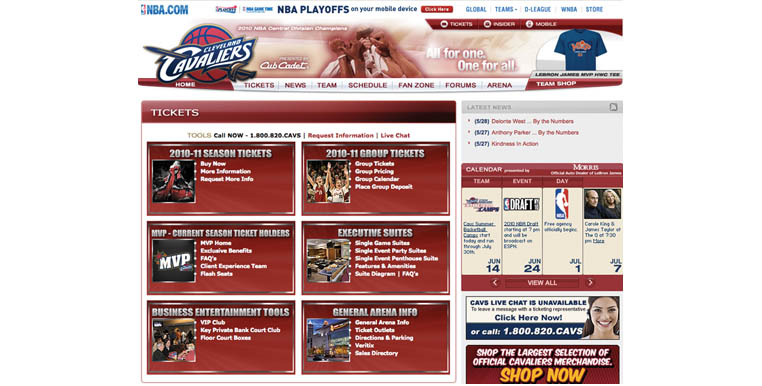 NBA.COM
NBA PLAYOFFS on your mobile device Click Here
GLOBAL TEAMS D-LEAGUE WNBA STORE
TICKETS INSIDER MOBILE
2010 NBA Central Division Champions
CLEVELAND
CAVALIERS
PRESENTED BY
Cub Cadet
All for one.
One for all.
LEBRON JAMES MVP HWC TEE
HOME TICKETS NEWS TEAM SCHEDULE FAN ZONE FORUMS ARENA TEAM SHOP
TICKETS
TOOLS Call NOW - 1.800.820.CAVS | Request Information | Live Chat
2010-11 SEASON TICKETS
Buy Now
More Information
Request More Info
2010-11 GROUP TICKETS
Group Tickets
Group Pricing
Group Calendar
Place Group Deposit
MVP - CURRENT SEASON TICKET HOLDERS
MVP
MVP Home
Exclusive Benefits
FAQ's
Client Experience Team
Flash Seats
EXECUTIVE SUITES
Single Game Suites
Single Event Party Suites
Single Event Penthouse Suite
Features & Amanities
Suite Diagram | FAQ's
BUSINESS ENTERTAINMENT TOOLS
VIP Club
Key Private Bank Court Club
Floor Court Boxes
GENERAL ARENA INFO
General Arena Info
Ticket Outlets
Directions & Parking
Veritix
Sales Directory
LATEST NEWS
(5/28) Delonte West ... By the Numbers
(5/27) Anthony Parker ... By the Numbers
(5/27) Kindness In Action
CALENDAR presented by MORRIS
Official Auto Dealer of LeBron James
TEAM EVENT DAY
CAMPS
DRAFT
Cavs Summer Basketball Camps start today and run through July 30th.
JUN
14
2010 NBA Draft starting at 7 pm and will be broadcast on ESPN
JUN
24
Free agency officially begins.
JUL
1
Carole King & James Taylor at The Q at 7:30 pm More
JUL
7
VIEW ALL
CAVS LIVE CHAT IS UNAVAILABLE
To leave a message with a ticketing representative
Click Here Now!
or call: 1.800.820.CAVS
SHOP THE LARGEST SELECTION OF
OFFICIAL CAVALIERS MERCHANDISE.
SHOP NOW